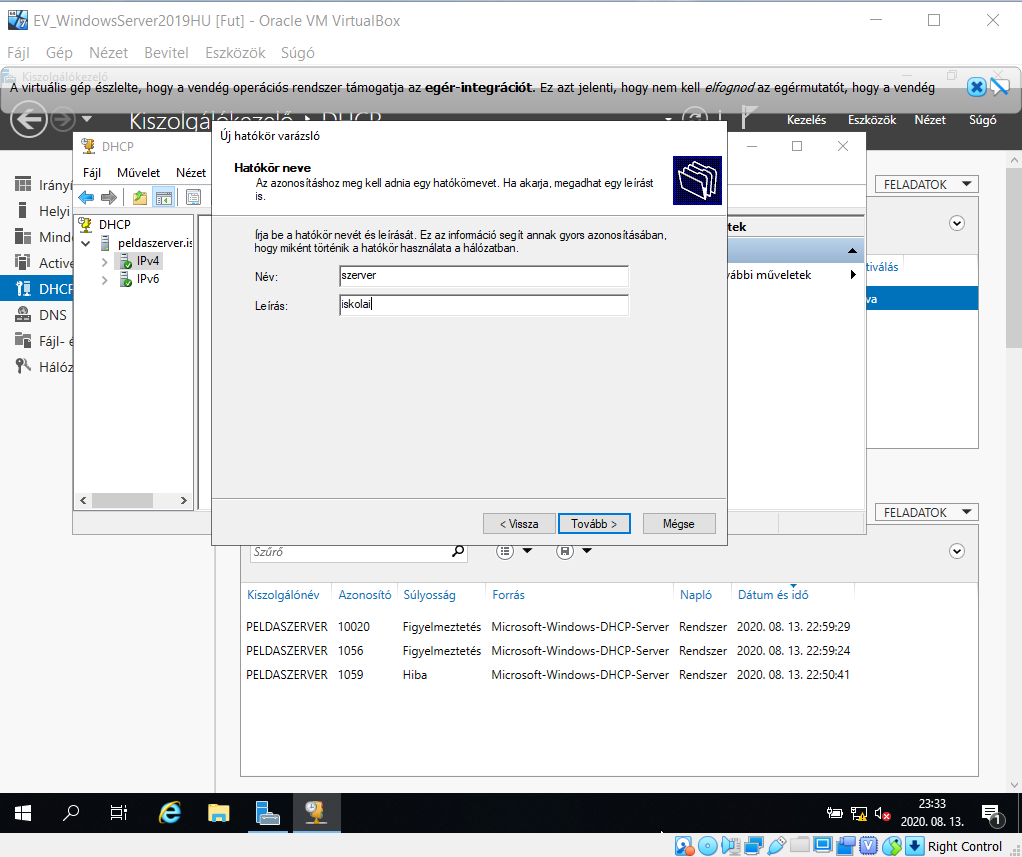 EV_WindowsServer2019HU [Fut] - Oracle VM VirtualBox
Fájl Gép Nézet Bevitel Eszközök Súgó
Kiszolgálókezelő
A virtuális gép észlelte, hogy a vendég operációs rendszer támogatja az egér-integrációt. Ez azt jelenti, hogy nem kell elfognod az egérmutatót, hogy a vendég
Kiszolgálókezelő DHCP
Kezelés Eszközök Nézet Súgó
Új hatókör varázsló
DHCP
Fájl Művelet Nézet
Hatókör neve
Az azonosításhoz meg kell adnia egy hatókörnevet. Ha akarja, megadhat egy leírást
is.
Irányí
Helyi
Mind
Active
DHCP
DNS
Fájl- é
Hálóz
DHCP
peldaszerver.is
IPv4
IPv6
Írja be a hatókör nevét és leírását. Ez az információ segít annak gyors azonosításában,
hogy miként történik a hatókör használata a hálózatban.
Név: szerver
Leírás: iskolai
< Vissza Tovább > Mégse
tek
vábbi műveletek
FELADATOK
tiválás
va
FELADATOK
Szűrő
Kiszolgálónév Azonosító Súlyosság Forrás Napló Dátum és idő
PELDASZERVER 10020 Figyelmeztetés Microsoft-Windows-DHCP-Server Rendszer 2020. 08. 13. 22:59:29
PELDASZERVER 1056 Figyelmeztetés Microsoft-Windows-DHCP-Server Rendszer 2020. 08. 13. 22:59:24
PELDASZERVER 1059 Hiba Microsoft-Windows-DHCP-Server Rendszer 2020. 08. 13. 22:50:41
23:33
2020. 08. 13.
1
Right Control